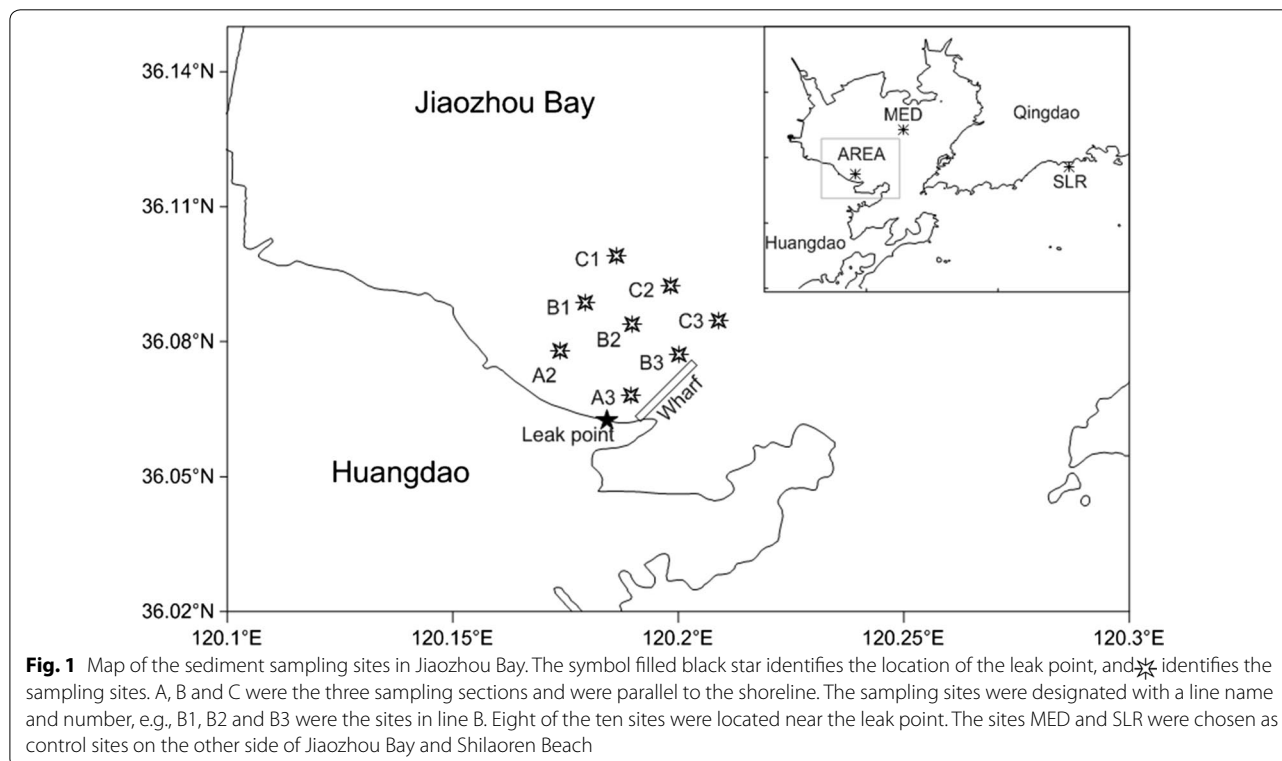 36.14°N
Jiaozhou Bay
MED
Qingdao
AREA
SLR
Huangdao
36.11°N
C1
C2
B1
C3
B2
36.08°N
B3
A2
A3
Wharf
Leak point
Huangdao
36.05°N
36.02°N
120.1°E
120.15°E
120.2°E
120.25°E
120.3°E
Fig. 1 Map of the sediment sampling sites in Jiaozhou Bay. The symbol filled black star identifies the location of the leak point, and identifies the
sampling sites. A, B and C were the three sampling sections and were parallel to the shoreline. The sampling sites were designated with a line name
and number, e.g., B1, B2 and B3 were the sites in line B. Eight of the ten sites were located near the leak point. The sites MED and SLR were chosen as
control sites on the other side of Jiaozhou Bay and Shilaoren Beach